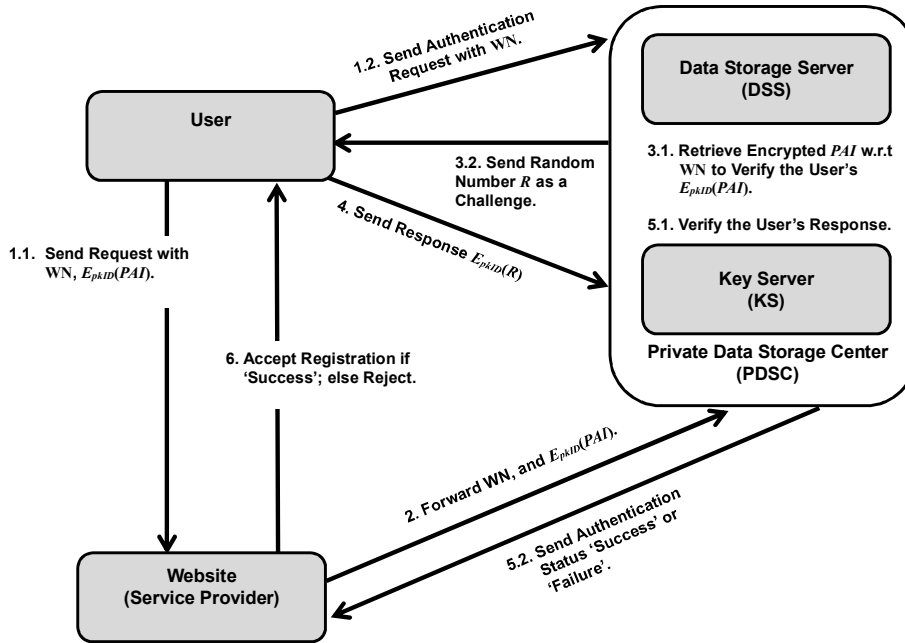 1.2. Send Authentication
Request with WN.
Data Storage Server
(DSS)
User
3.1. Retrieve Encrypted PAI w.r.t
WN to Verify the User's
EpkID(PAI).
3.2. Send Random
Number R as a
Challenge.
4. Send Response EpkID(R)
5.1. Verify the User's Response.
1.1. Send Request with
WN, EpkID(PAI).
Key Server
(KS)
Private Data Storage Center
(PDSC)
6. Accept Registration if
‘Success’; else Reject.
2. Forward WN, and EpkID(PAI).
5.2. Send Authentication
Status ‘Success’ or
‘Failure’.
Website
(Service Provider)